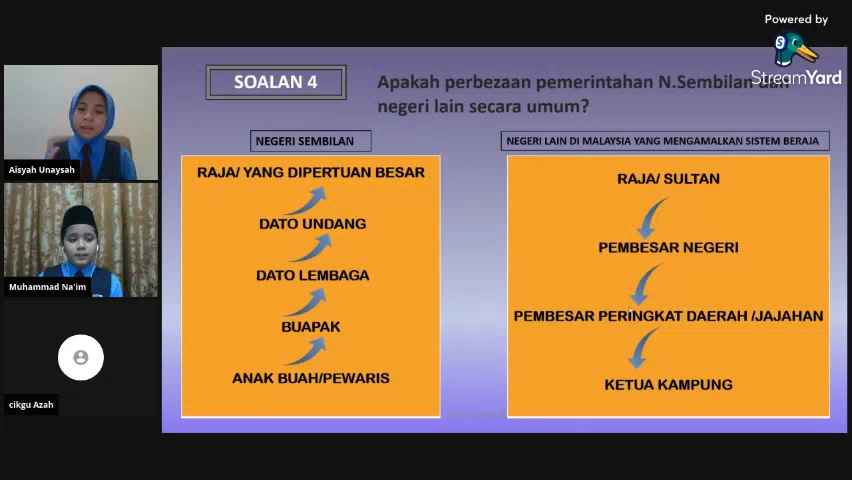 Powered by
StreamYard
SOALAN 4
Apakah perbezaan pemerintahan N.Sembilan dan
negeri lain secara umum?
NEGERI SEMBILAN
RAJA/ YANG DIPERTUAN BESAR
DATO UNDANG
DATO LEMBAGA
BUAPAK
ANAK BUAH/PEWARIS
NEGERI LAIN DI MALAYSIA YANG MENGAMALKAN SISTEM BERAJA
RAJA/ SULTAN
PEMBESAR NEGERI
PEMBESAR PERINGKAT DAERAH /JAJAHAN
KETUA KAMPUNG
Aisyah Unaysah
Muhammad Na'im
cikgu Azah